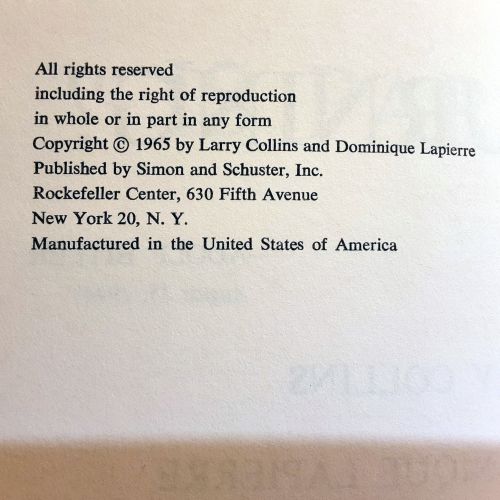 All rights reserved
including the right of reproduction
in whole or in part in any form
Copyright © 1965 by Larry Collins and Dominique Lapierre
Published by Simon and Schuster, Inc.
Rockefeller Center, 630 Fifth Avenue
New York 20, N. Y.
Manufactured in the United States of America
COLLINS
LAPIERRE